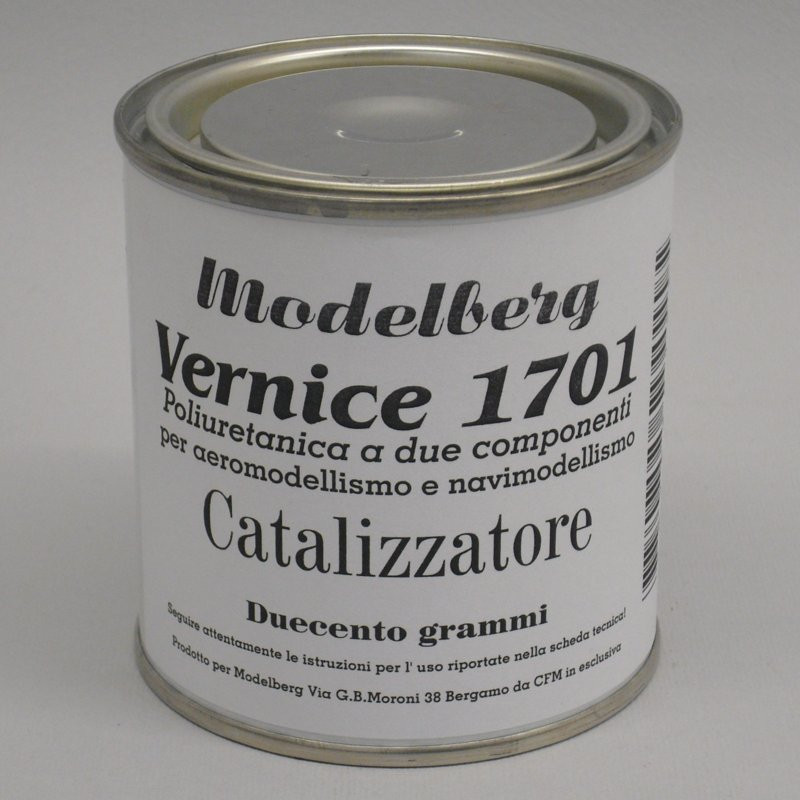 Modelberg
Vernice 1701
Poliuretanica a due componenti
per aeromodellismo e navimodellismo
Catalizzatore
Duecento grammi
Seguire attentamente le istruzioni per l' uso riportate nella scheda tecnica!
Prodotto per Modelberg Via G.B.Moroni 38 Bergamo da CFM in esclusiva